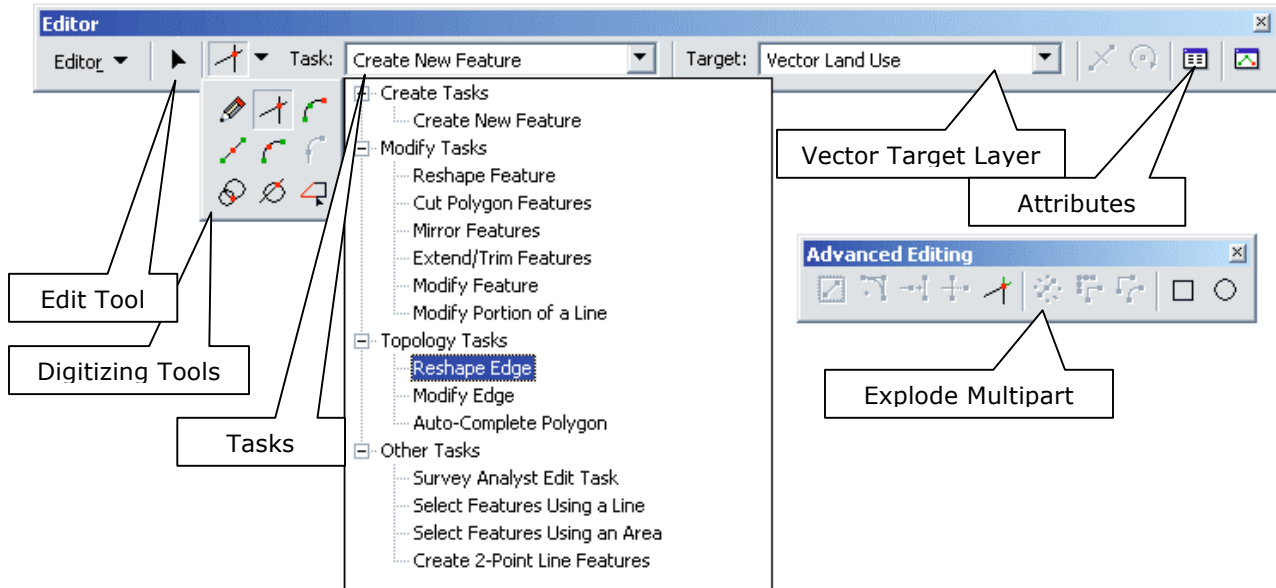 Editor
Editor Task: Create New Feature Target: Vector Land Use
Create Tasks
Create New Feature
Modify Tasks
Reshape Feature
Cut Polygon Features
Mirror Features
Extend/Trim Features
Modify Feature
Modify Portion of a Line
Topology Tasks
Reshape Edge
Modify Edge
Auto-Complete Polygon
Other Tasks
Survey Analyst Edit Task
Select Features Using a Line
Select Features Using an Area
Create 2-Point Line Features
Vector Target Layer
Attributes
Advanced Editing
Explode Multipart
Edit Tool
Digitizing Tools
Tasks